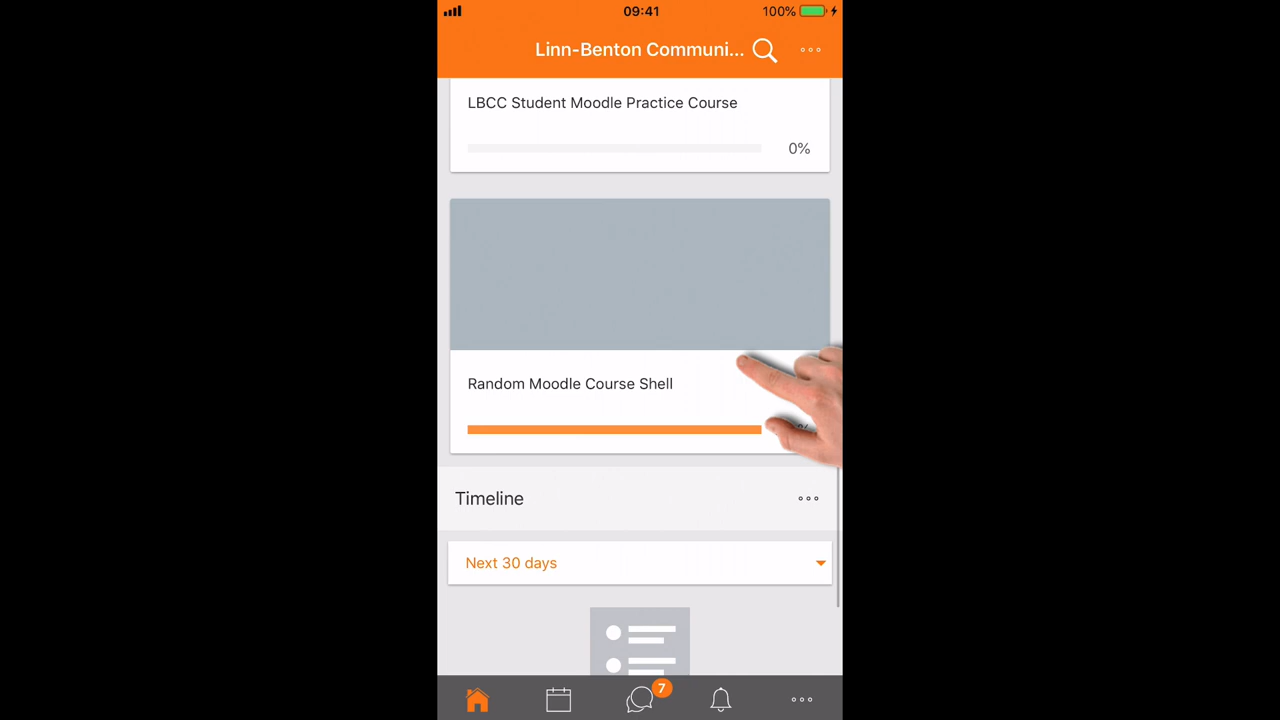 09:41
100%
Linn-Benton Communi...
LBCC Student Moodle Practice Course
0%
Random Moodle Course Shell
Timeline
Next 30 days
7